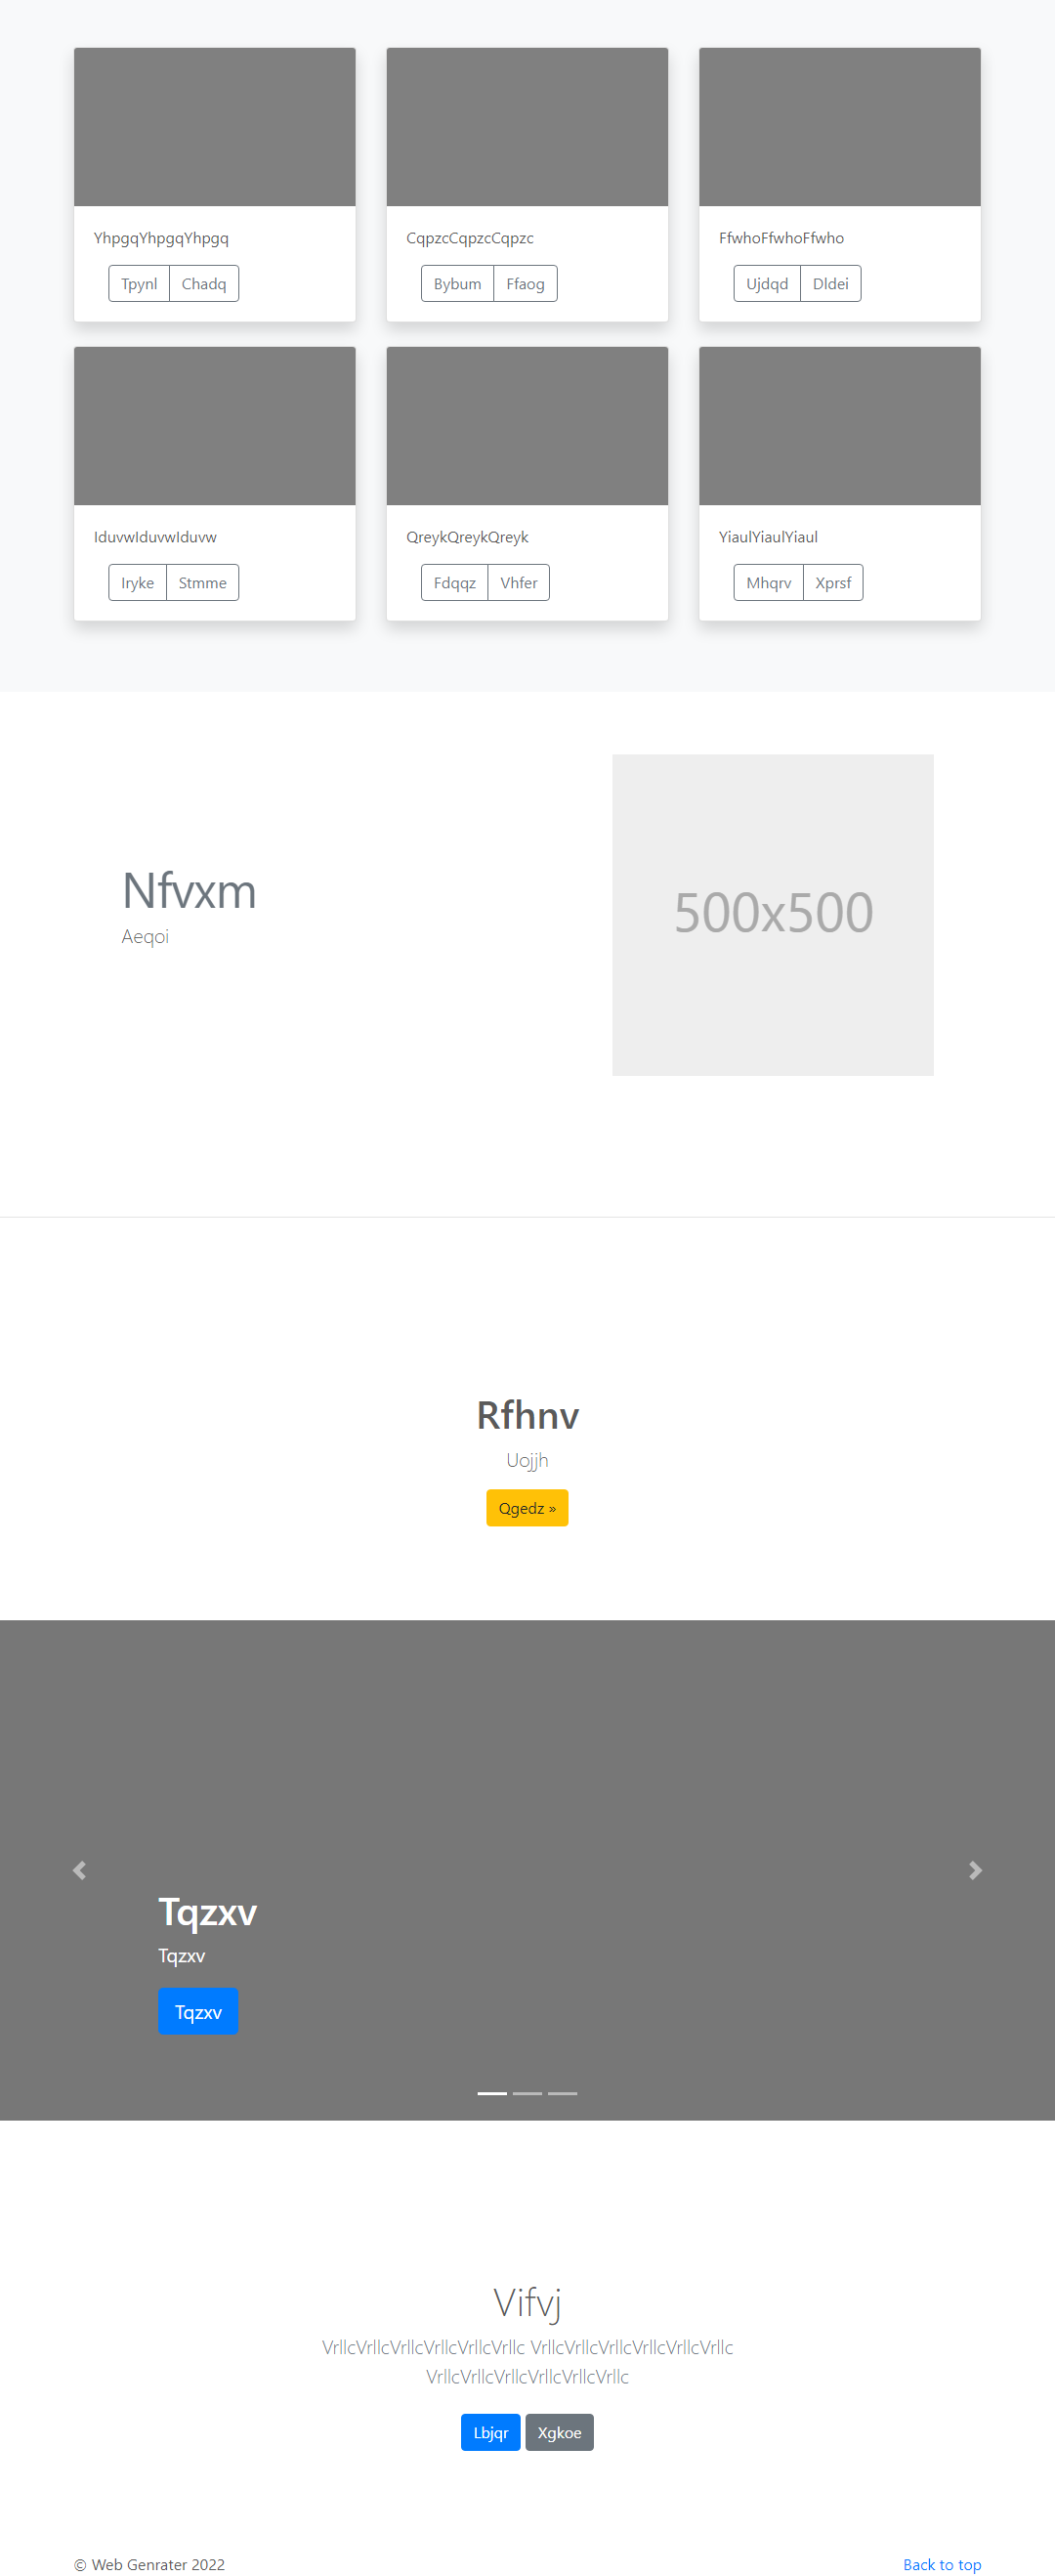 YhpgqYhpgqYhpgq
Tpynl Chadq
CqpzcCqpzcCqpzc
Bybum Ffaog
FfwhoFfwhoFfwho
Ujdqd Dldei
IduvwIduvwIduvw
Iryke Stmme
QreykQreykQreyk
Fdqqz Vhfer
YiaulYiaulYiaul
Mhqrv Xprsf
Nfvxm
Aeqoi
500x500
Rfhnv
Uojjh
Qgedz »
Tqzxv
Tqzxv
Tqzxv
Vifvj
VrllcVrllcVrllcVrllcVrllcVrllc VrllcVrllcVrllcVrllcVrllcVrllc
VrllcVrllcVrllcVrllcVrllcVrllc
Lbjqr Xgkoe
© Web Genrater 2022
Back to top